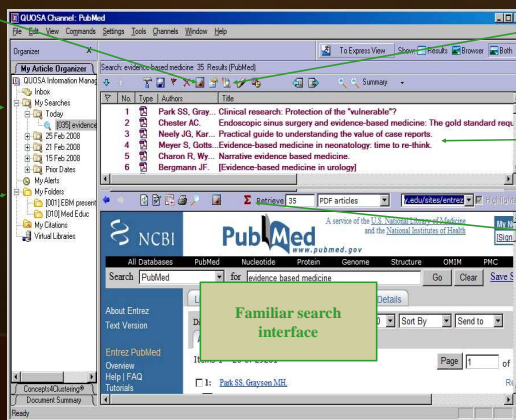 QUOSA Channel: PubMed
File Edit View Commands Settings Tools Channels Window Help
Organizer X
To Express View Show: Results Browser Both
My Article Organizer
Search: evidence based medicine 35 Results (PubMed)
QUOSA Information Manag
Inbox
My Searches
Today
[035] evidence
25 Feb 2008
21 Feb 2008
15 Feb 2008
Prior Dates
My Alerts
My Folders
[001] EBM present
[010] Med Educ
My Citations
Virtual Libraries
Summary
No. Type Authors Title
1 Park SS, Gray... Clinical research: Protection of the "vulnerable"?
2 Chester AC. Endoscopic sinus surgery and evidence-based medicine: The gold standard requ
3 Neely JG, Kar... Practical guide to understanding the value of case reports.
4 Meyer S, Gotts... Evidence-based medicine in neonatology: time to re-think.
5 Charon R, Wy... Narrative evidence based medicine.
6 Bergmann JF. [Evidence-based medicine in urology]
Σ Retrieve 35 PDF articles y.edu/sites/entrez
NCBI
PubMed
www.pubmed.gov
A service of the U.S. National Library of Medicine
and the National Institutes of Health
My N
[Sign
All Databases PubMed Nucleotide Protein Genome Structure OMIM PMC
Search PubMed for evidence based medicine Go Clear Save S
About Entrez
Text Version
Details
Sort By Send to
Familiar search
interface
Entrez PubMed
Overview
Help | FAQ
Tutorials
Page 1 of
1: Park SS, Grayson MH.
Concepts4Clustering®
Document Summary
Ready